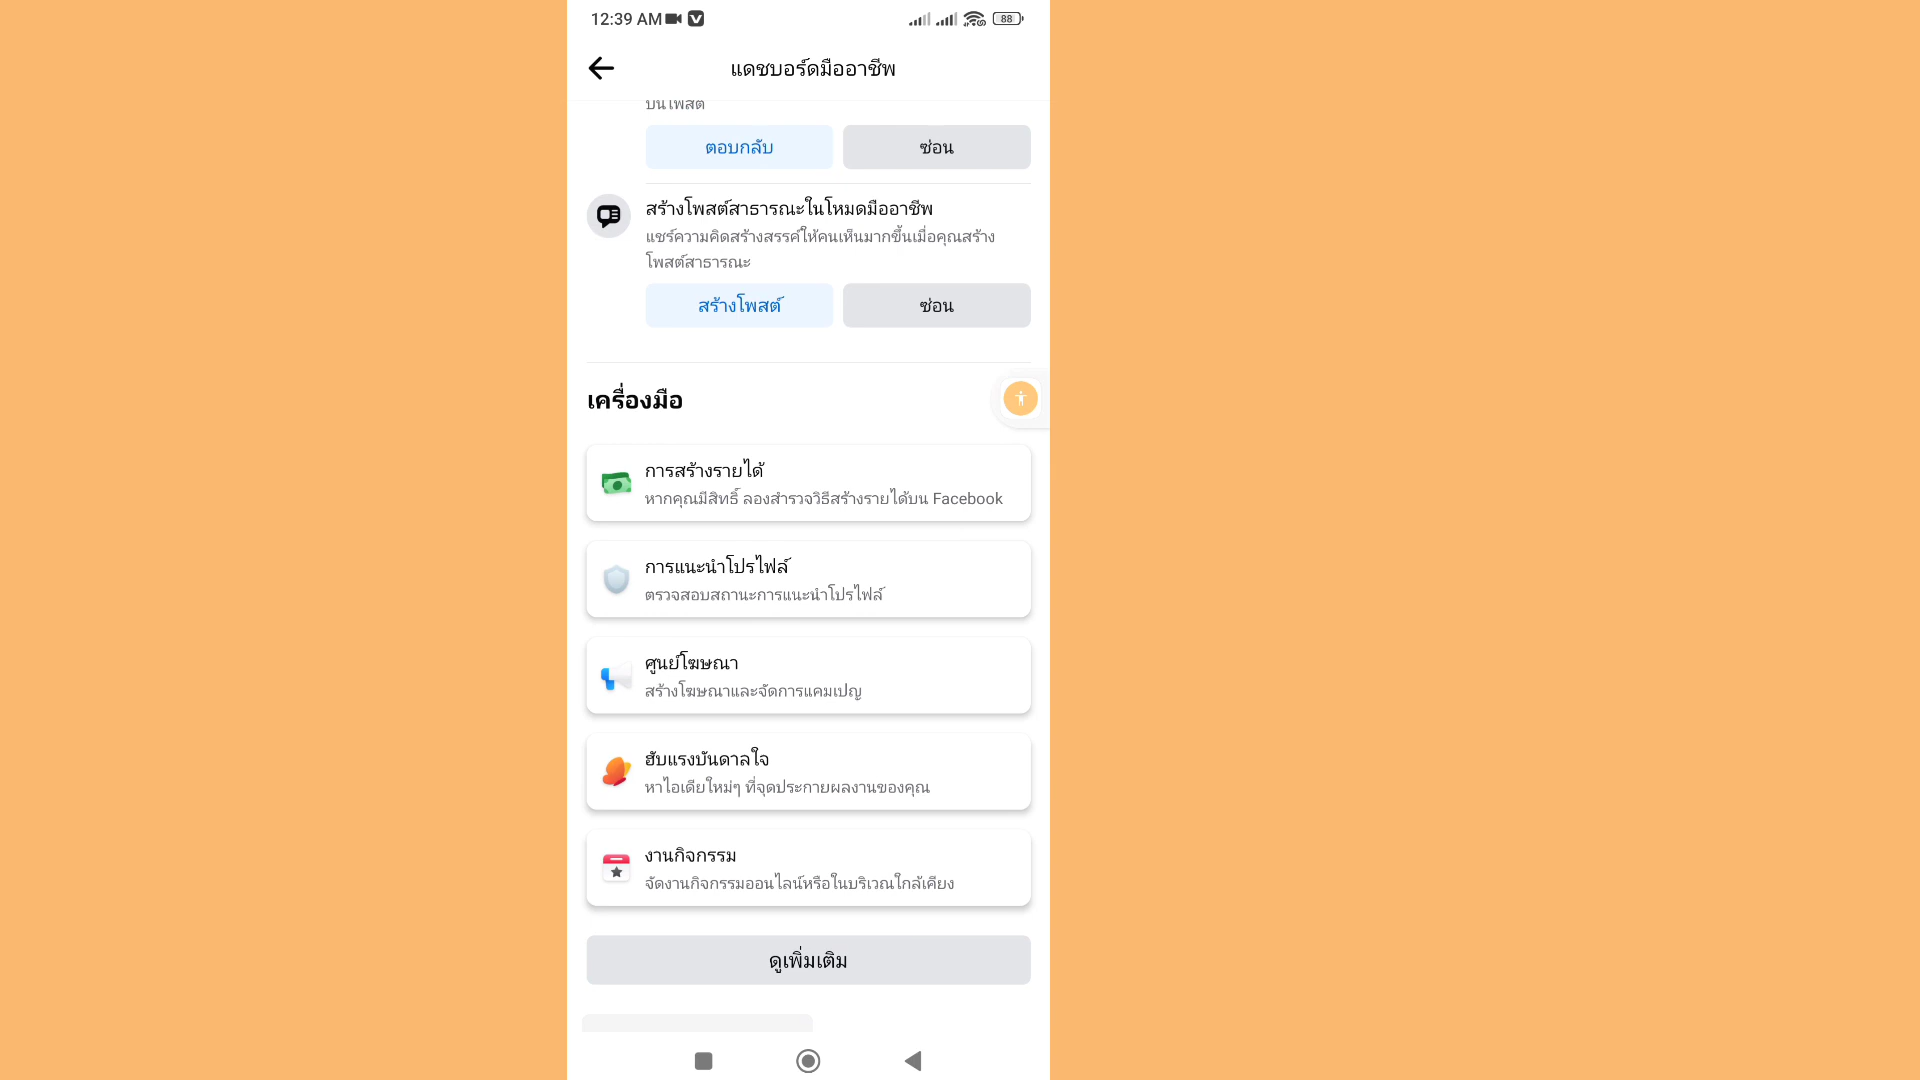 12:39 AM
88
แดชบอร์ดมืออาชีพ
บนโพสต์
ตอบกลับ
ซ่อน
สร้างโพสต์สาธารณะในโหมดมืออาชีพ
แชร์ความคิดสร้างสรรค์ให้คนเห็นมากขึ้นเมื่อคุณสร้าง
โพสต์สาธารณะ
สร้างโพสต์
ซ่อน
เครื่องมือ
การสร้างรายได้
หากคุณมีสิทธิ์ ลองสำรวจวิธีสร้างรายได้บน Facebook
การแนะนำโปรไฟล์
ตรวจสอบสถานะการแนะนำโปรไฟล์
ศูนย์โฆษณา
สร้างโฆษณาและจัดการแคมเปญ
ฮับแรงบันดาลใจ
หาไอเดียใหม่ๆ ที่จุดประกายผลงานของคุณ
งานกิจกรรม
จัดงานกิจกรรมออนไลน์หรือในบริเวณใกล้เคียง
ดูเพิ่มเติม